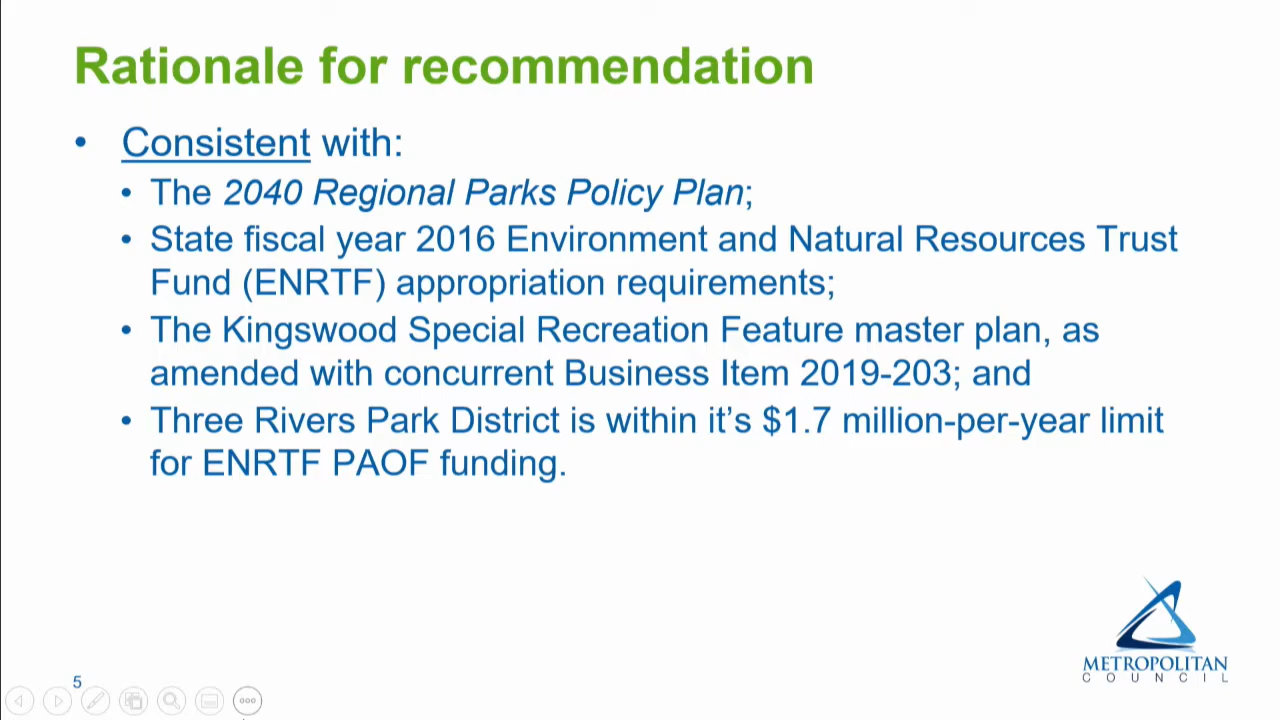 Rationale for recommendation
• Consistent with:
• The 2040 Regional Parks Policy Plan;
• State fiscal year 2016 Environment and Natural Resources Trust
Fund (ENRTF) appropriation requirements;
• The Kingswood Special Recreation Feature master plan, as
amended with concurrent Business Item 2019-203; and
• Three Rivers Park District is within it's $1.7 million-per-year limit
for ENRTF PAOF funding.
METROPOLITAN
COUNCIL
5